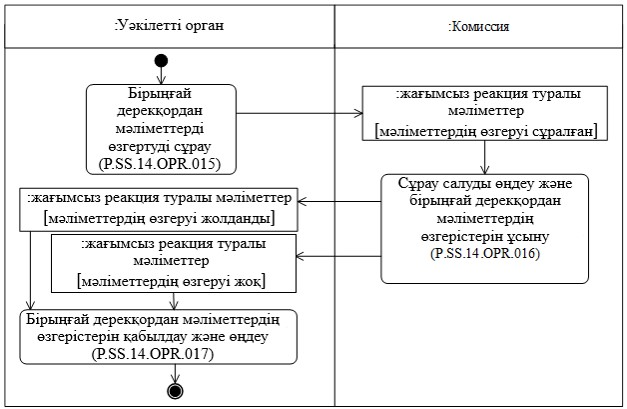 :Уәкілетті орган
:Комиссия
Бірыңғай
дерекқордан
мәліметтерді
өзгертуді сұрау
(P.SS.14.OPR.015)
:жағымсыз реакция туралы
мәліметтер
[мәліметтердің өзгеруі сұралған]
Сұрау салуды өңдеу және
бірыңғай дерекқордан
мәліметтердің
өзгерістерін ұсыну
(P.SS.14.OPR.016)
:жағымсыз реакция туралы мәліметтер
[мәліметтердің өзгеруі жолданды]
:жағымсыз реакция туралы
мәліметтер
[мәліметтердің өзгеруі жоқ]
Бірыңғай дерекқордан мәліметтердің
өзгерістерін қабылдау және өңдеу
(P.SS.14.OPR.017)